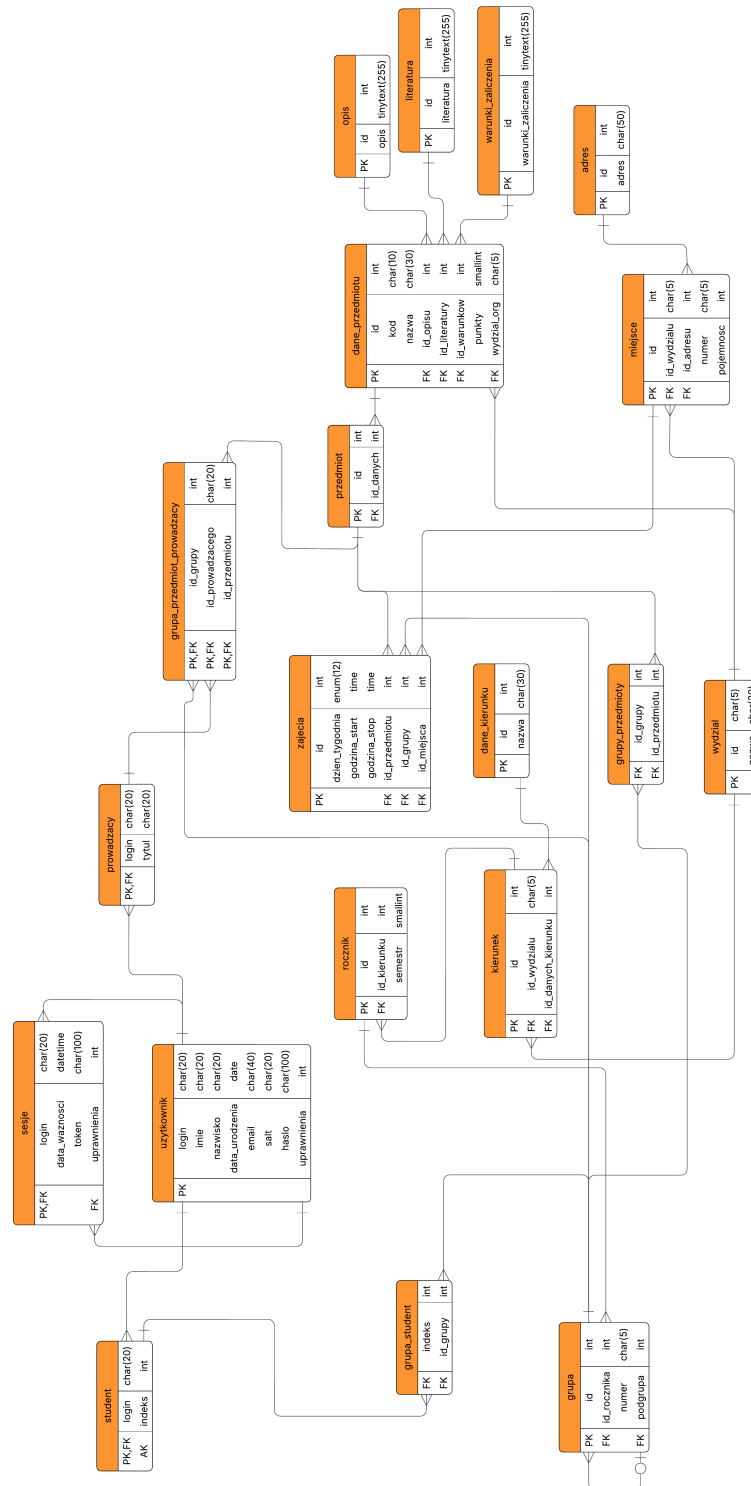 sesje
PK,FK login char(20)
data_waznosci datetime
token char(100)
FK uprawnienia int
student
PK,FK login char(20)
AK indeks int
prowadzacy
PK,FK login char(20)
tytul char(20)
uzytkownik
PK login char(20)
imie char(20)
nazwisko char(20)
data_urodzenia date
email char(40)
salt char(20)
haslo char(100)
uprawnienia int
grupa_przedmiot_prowadzacy
PK,FK id_grupy int
PK,FK id_prowadzacego char(20)
PK,FK id_przedmiotu int
zajecia
PK id int
dzien_tygodnia enum(12)
godzina_start time
godzina_stop time
FK id_przedmiotu int
FK id_grupy int
FK id_miejsca int
przedmiot
PK id int
FK id_danych int
opis
PK id int
opis tinytext(255)
rocznik
PK id int
FK id_kierunku int
semestr smallint
dane_przedmiotu
PK id int
kod char(10)
nazwa char(30)
FK id_opisu int
FK id_literatury int
FK id_warunkow int
punkty smallint
FK wydzial_org char(5)
grupa_student
FK indeks int
FK id_grupy int
literatura
PK id int
literatura tinytext(255)
dane_kierunku
PK id int
nazwa char(30)
warunki_zaliczenia
PK id int
warunki_zaliczenia tinytext(255)
kierunek
PK id int
FK id_wydzialu char(5)
FK id_danych_kierunku int
grupa
PK id int
FK id_rocznika int
numer char(5)
FK podgrupa int
adres
PK id int
adres char(50)
grupy_przedmioty
FK id_grupy int
FK id_przedmiotu int
miejsce
PK id int
FK id_wydzialu char(5)
FK id_adresu int
numer char(5)
pojemnosc int
wydzial
PK id char(5)